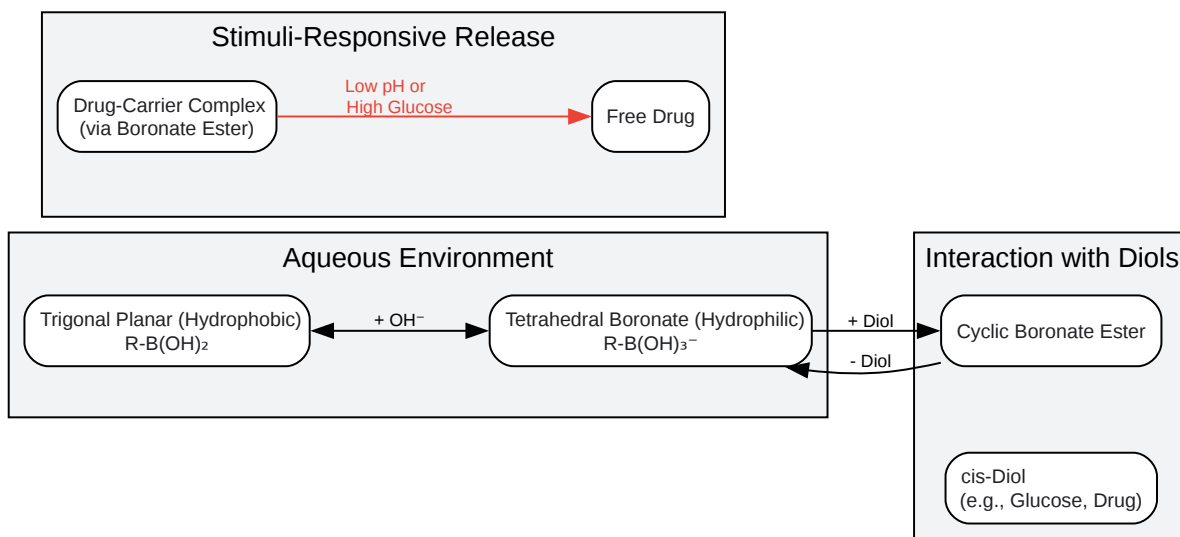 Stimuli-Responsive Release
Drug-Carrier Complex
(via Boronate Ester)
Low pH or
High Glucose
Free Drug
Aqueous Environment
Trigonal Planar (Hydrophobic)
R-B(OH)₂
+ OH⁻
Tetrahedral Boronate (Hydrophilic)
R-B(OH)₃⁻
+ Diol
- Diol
Interaction with Diols
Cyclic Boronate Ester
cis-Diol
(e.g., Glucose, Drug)